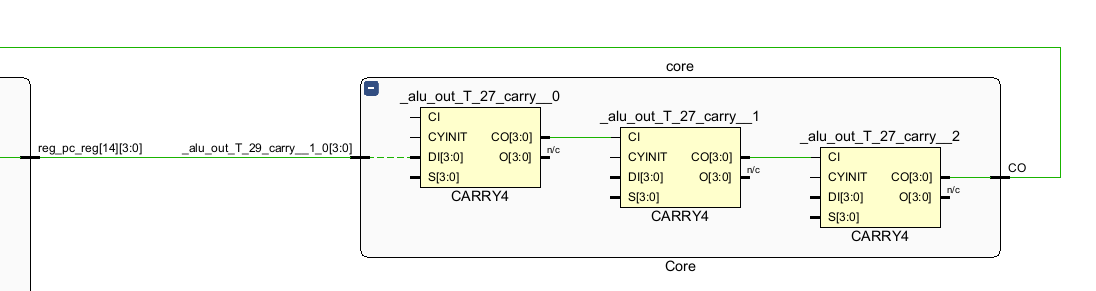 core
_alu_out_T_27_carry__0
CI
CYINIT
CO[3:0]
DI[3:0]
O[3:0]
n/c
S[3:0]
CARRY4
_alu_out_T_27_carry__1
CI
CYINIT
CO[3:0]
DI[3:0]
O[3:0]
n/c
S[3:0]
CARRY4
_alu_out_T_27_carry__2
CI
CYINIT
CO[3:0]
DI[3:0]
O[3:0]
n/c
S[3:0]
CARRY4
reg_pc_reg[14][3:0]
_alu_out_T_29_carry__1_0[3:0]
CO
Core